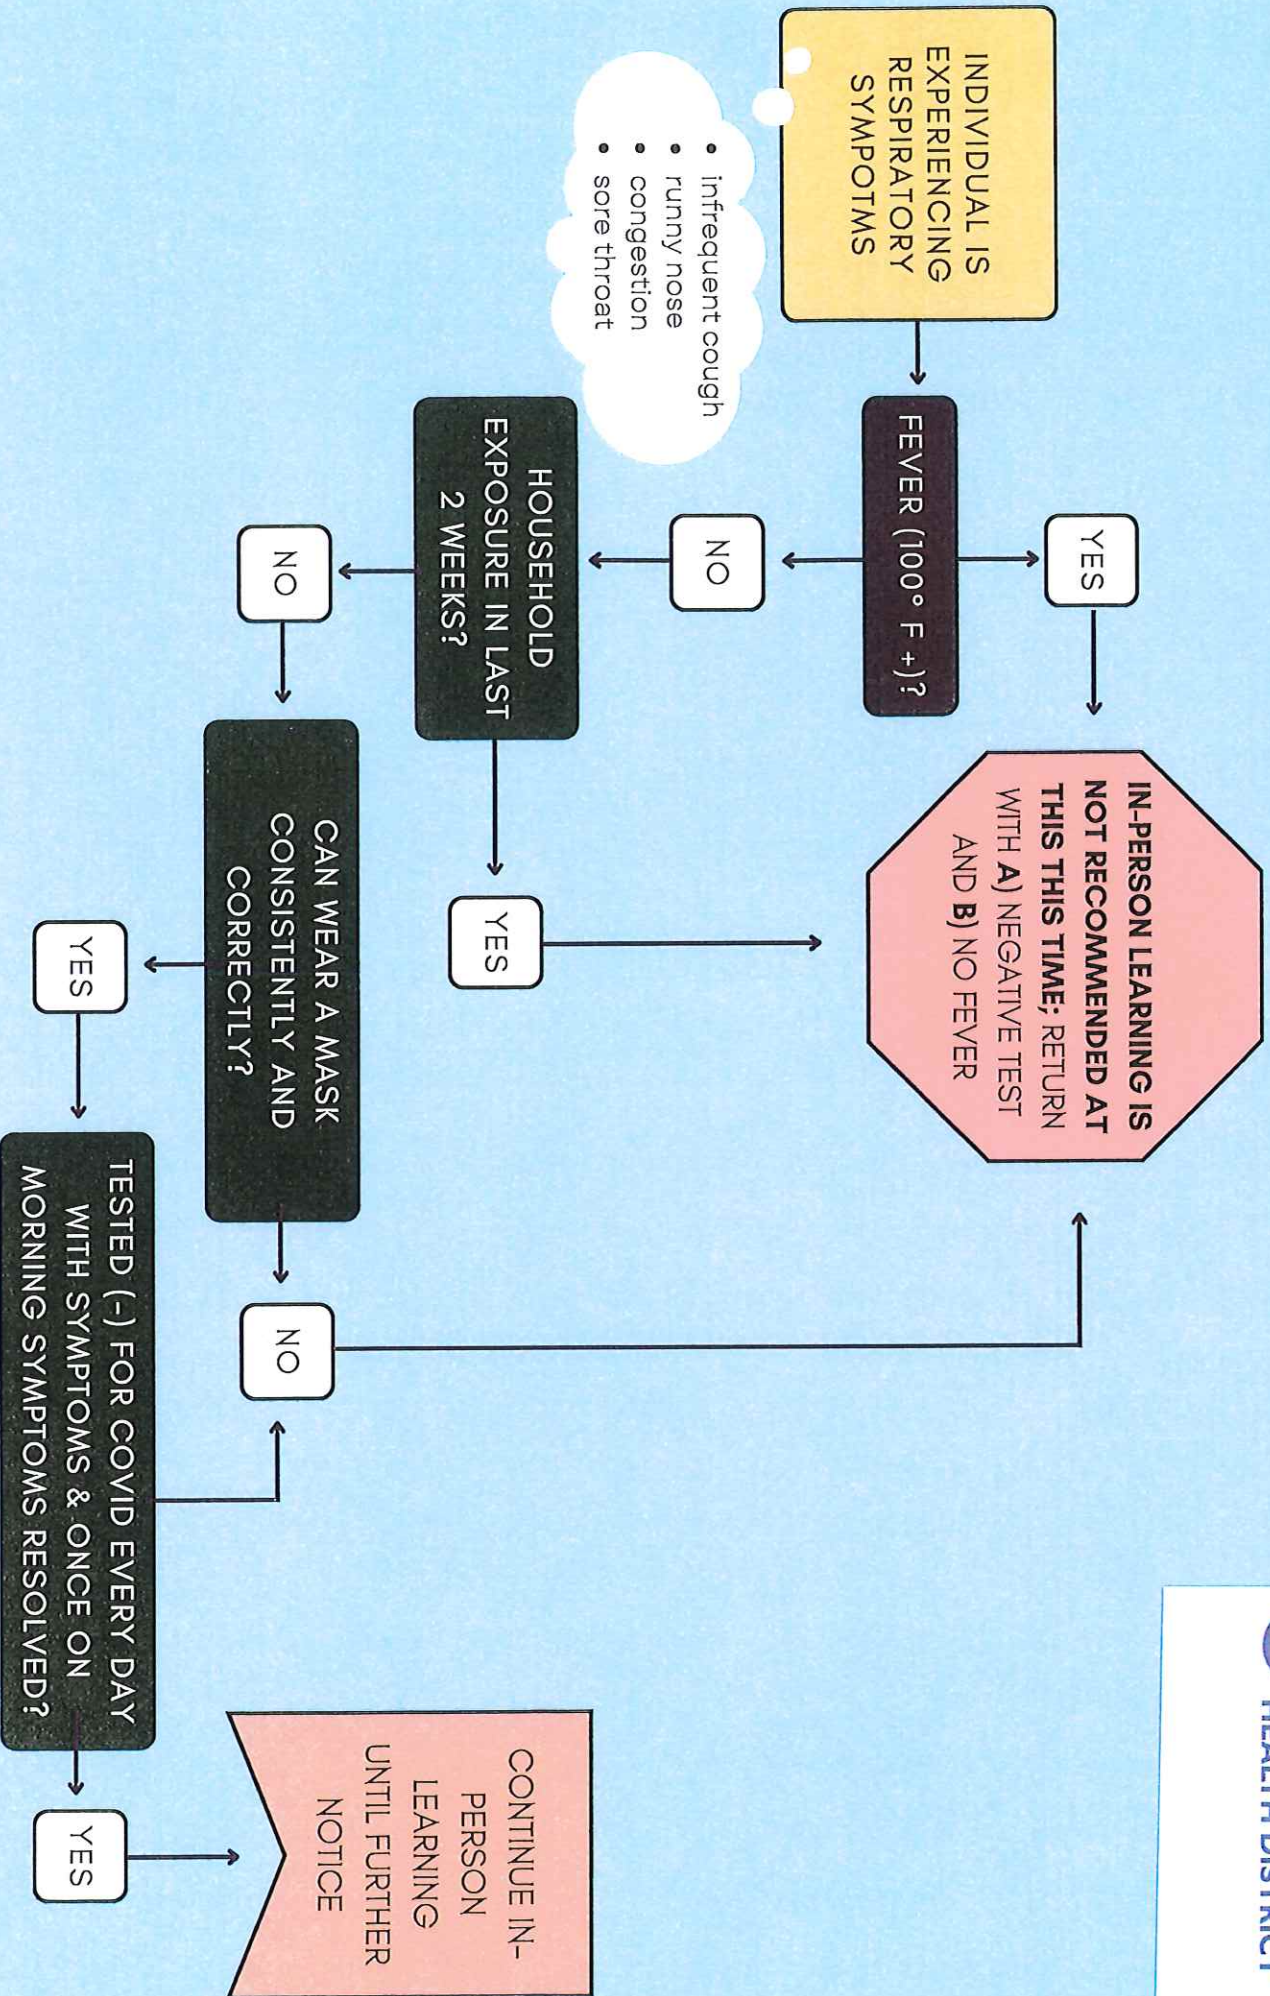 HEALTH DISTRICT
INDIVIDUAL IS
EXPERIENCING
RESPIRATORY
SYMPOTMS
• infrequent cough
• runny nose
• congestion
• sore throat
FEVER (100° F +)?
YES
NO
IN-PERSON LEARNING IS
NOT RECOMMENDED AT
THIS THIS TIME; RETURN
WITH A) NEGATIVE TEST
AND B) NO FEVER
HOUSEHOLD
EXPOSURE IN LAST
2 WEEKS?
YES
NO
CAN WEAR A MASK
CONSISTENTLY AND
CORRECTLY?
NO
YES
TESTED (-) FOR COVID EVERY DAY
WITH SYMPTOMS & ONCE ON
MORNING SYMPTOMS RESOLVED?
YES
CONTINUE IN-
PERSON
LEARNING
UNTIL FURTHER
NOTICE